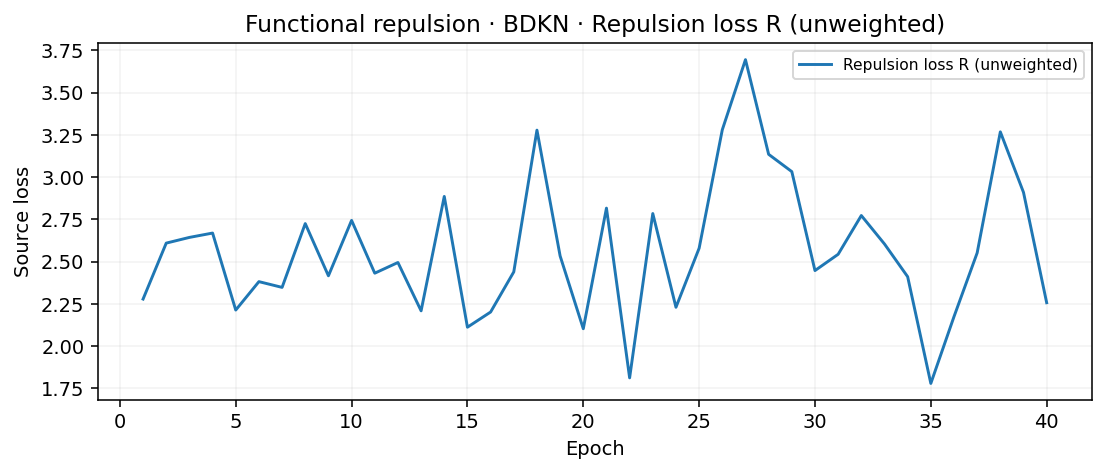 Functional repulsion · BDKN · Repulsion loss R (unweighted)
Repulsion loss R (unweighted)
Source loss
3.75
3.50
3.25
3.00
2.75
2.50
2.25
2.00
1.75
0 5 10 15 20 25 30 35 40
Epoch